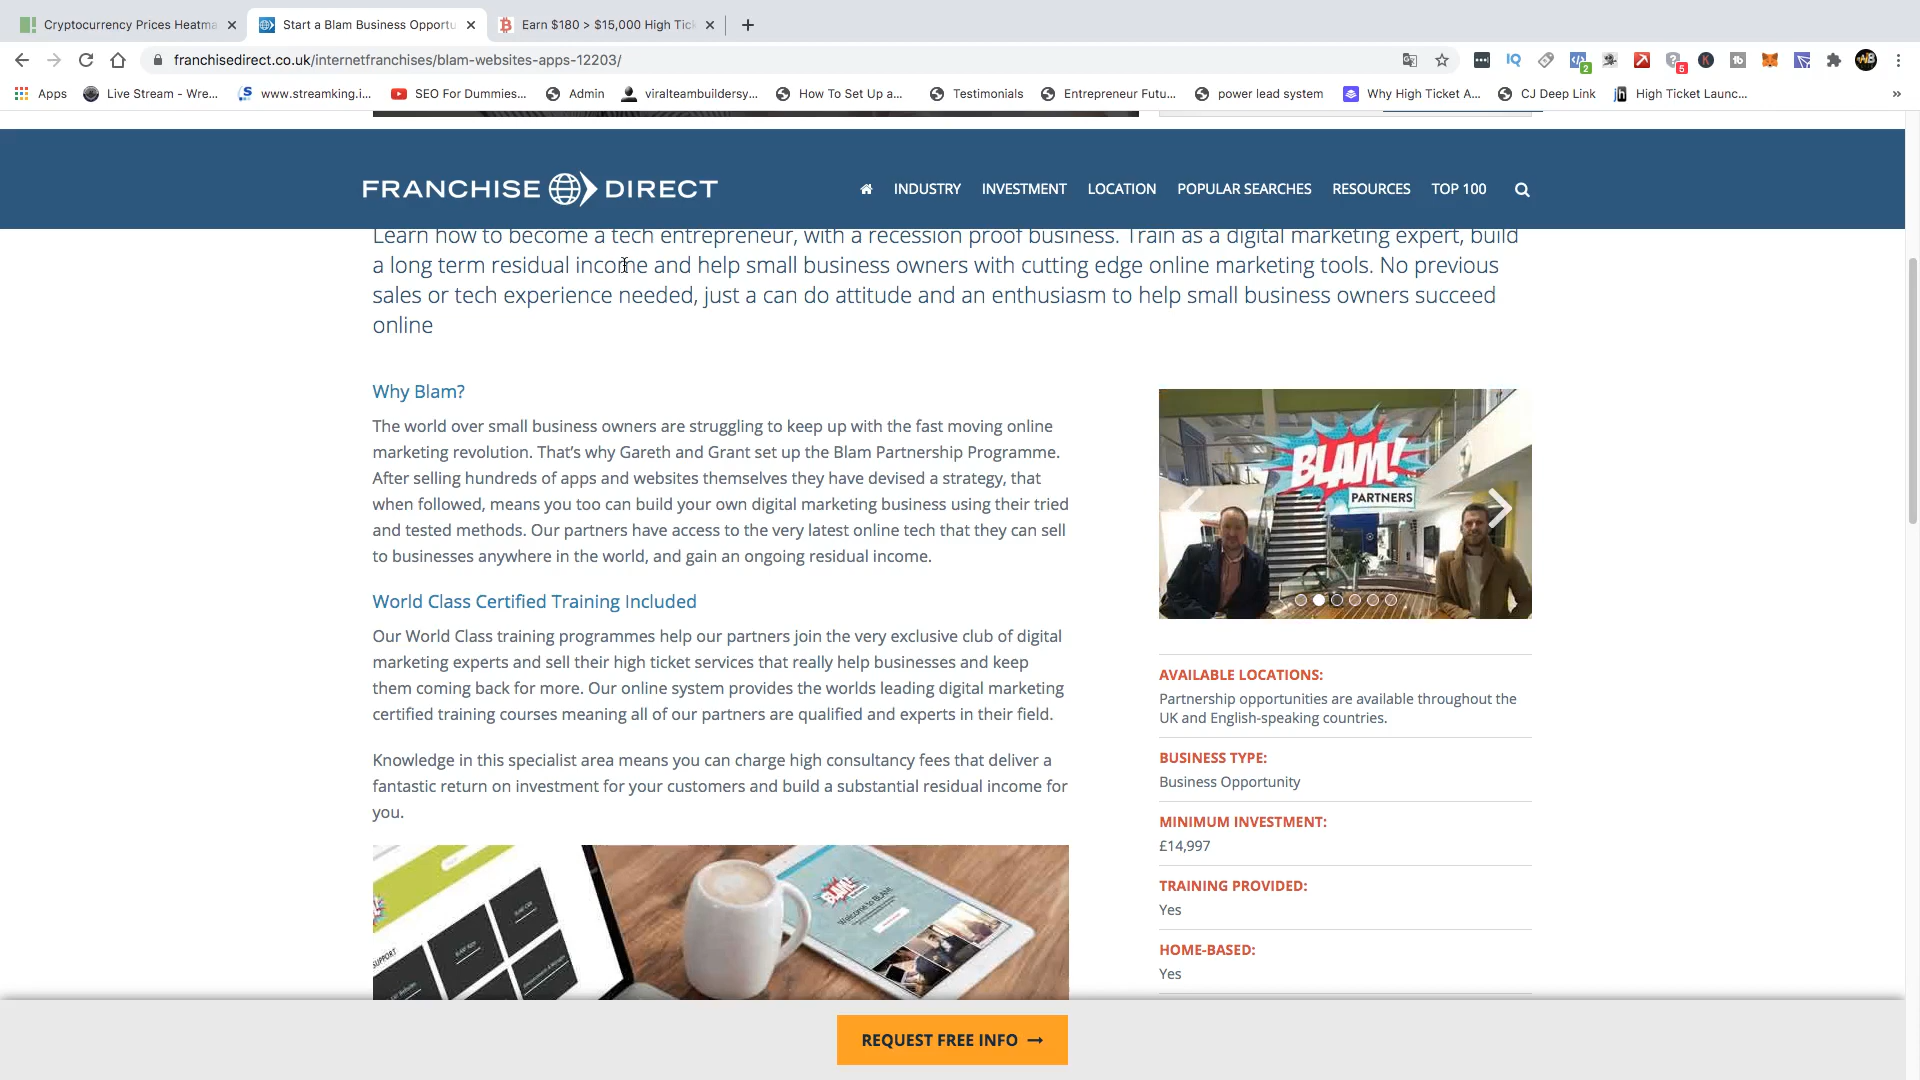 Cryptocurrency Prices Heatma
Start a Blam Business Opportu
Earn $180 > $15,000 High Tick
franchisedirect.co.uk/internetfranchises/blam-websites-apps-12203/
Apps
Live Stream - Wre...
www.streamking.i...
SEO For Dummies...
Admin
viralteambuildersy...
How To Set Up a...
Testimonials
Entrepreneur Futu...
power lead system
Why High Ticket A...
CJ Deep Link
High Ticket Launc...
FRANCHISE DIRECT
INDUSTRY INVESTMENT LOCATION POPULAR SEARCHES RESOURCES TOP 100
Learn how to become a tech entrepreneur, with a recession proof business. Train as a digital marketing expert, build
a long term residual income and help small business owners with cutting edge online marketing tools. No previous
sales or tech experience needed, just a can do attitude and an enthusiasm to help small business owners succeed
online
Why Blam?
The world over small business owners are struggling to keep up with the fast moving online
marketing revolution. That's why Gareth and Grant set up the Blam Partnership Programme.
After selling hundreds of apps and websites themselves they have devised a strategy, that
when followed, means you too can build your own digital marketing business using their tried
and tested methods. Our partners have access to the very latest online tech that they can sell
to businesses anywhere in the world, and gain an ongoing residual income.
World Class Certified Training Included
Our World Class training programmes help our partners join the very exclusive club of digital
marketing experts and sell their high ticket services that really help businesses and keep
them coming back for more. Our online system provides the worlds leading digital marketing
certified training courses meaning all of our partners are qualified and experts in their field.
Knowledge in this specialist area means you can charge high consultancy fees that deliver a
fantastic return on investment for your customers and build a substantial residual income for
you.
SUPPORT
BLAM!
Welcome to BLAM!
BLAM!
PARTNERS
AVAILABLE LOCATIONS:
Partnership opportunities are available throughout the
UK and English-speaking countries.
BUSINESS TYPE:
Business Opportunity
MINIMUM INVESTMENT:
£14,997
TRAINING PROVIDED:
Yes
HOME-BASED:
Yes
REQUEST FREE INFO →